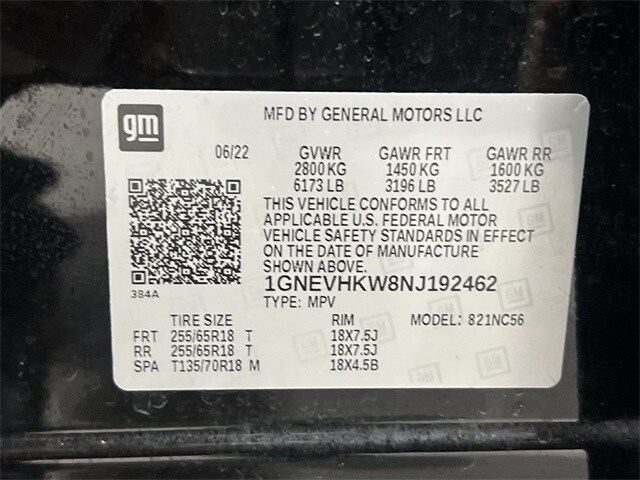 gm
MFD BY GENERAL MOTORS LLC
06/22 GVWR GAWR FRT GAWR RR
2800 KG 1450 KG 1600 KG
6173 LB 3196 LB 3527 LB
THIS VEHICLE CONFORMS TO ALL
APPLICABLE U.S. FEDERAL MOTOR
VEHICLE SAFETY STANDARDS IN EFFECT
ON THE DATE OF MANUFACTURE
SHOWN ABOVE.
384A
1GNEVHKW8NJ192462
TYPE: MPV
TIRE SIZE RIM MODEL: 821NC56
FRT 255/65R18 T 18X7.5J
RR 255/65R18 T 18X7.5J
SPA T135/70R18 M 18X4.5B